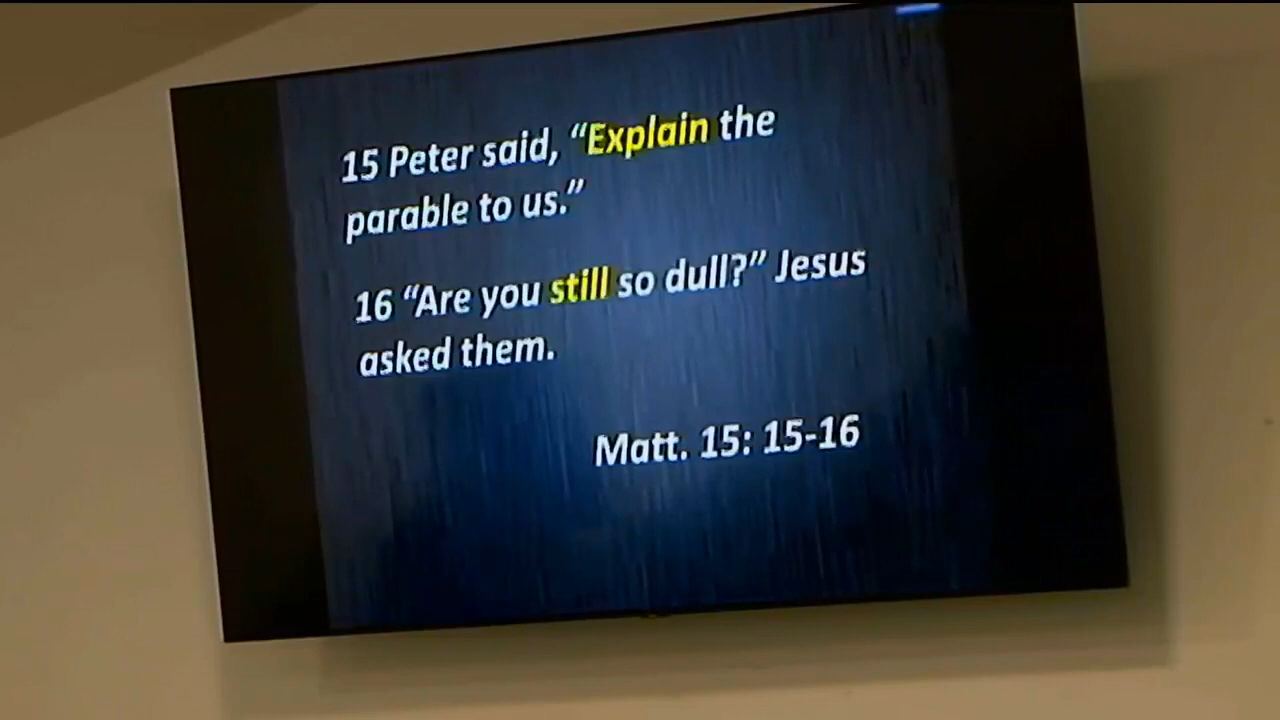 15 Peter said, “Explain the
parable to us.”
16 “Are you still so dull?” Jesus
asked them.
Matt. 15: 15-16